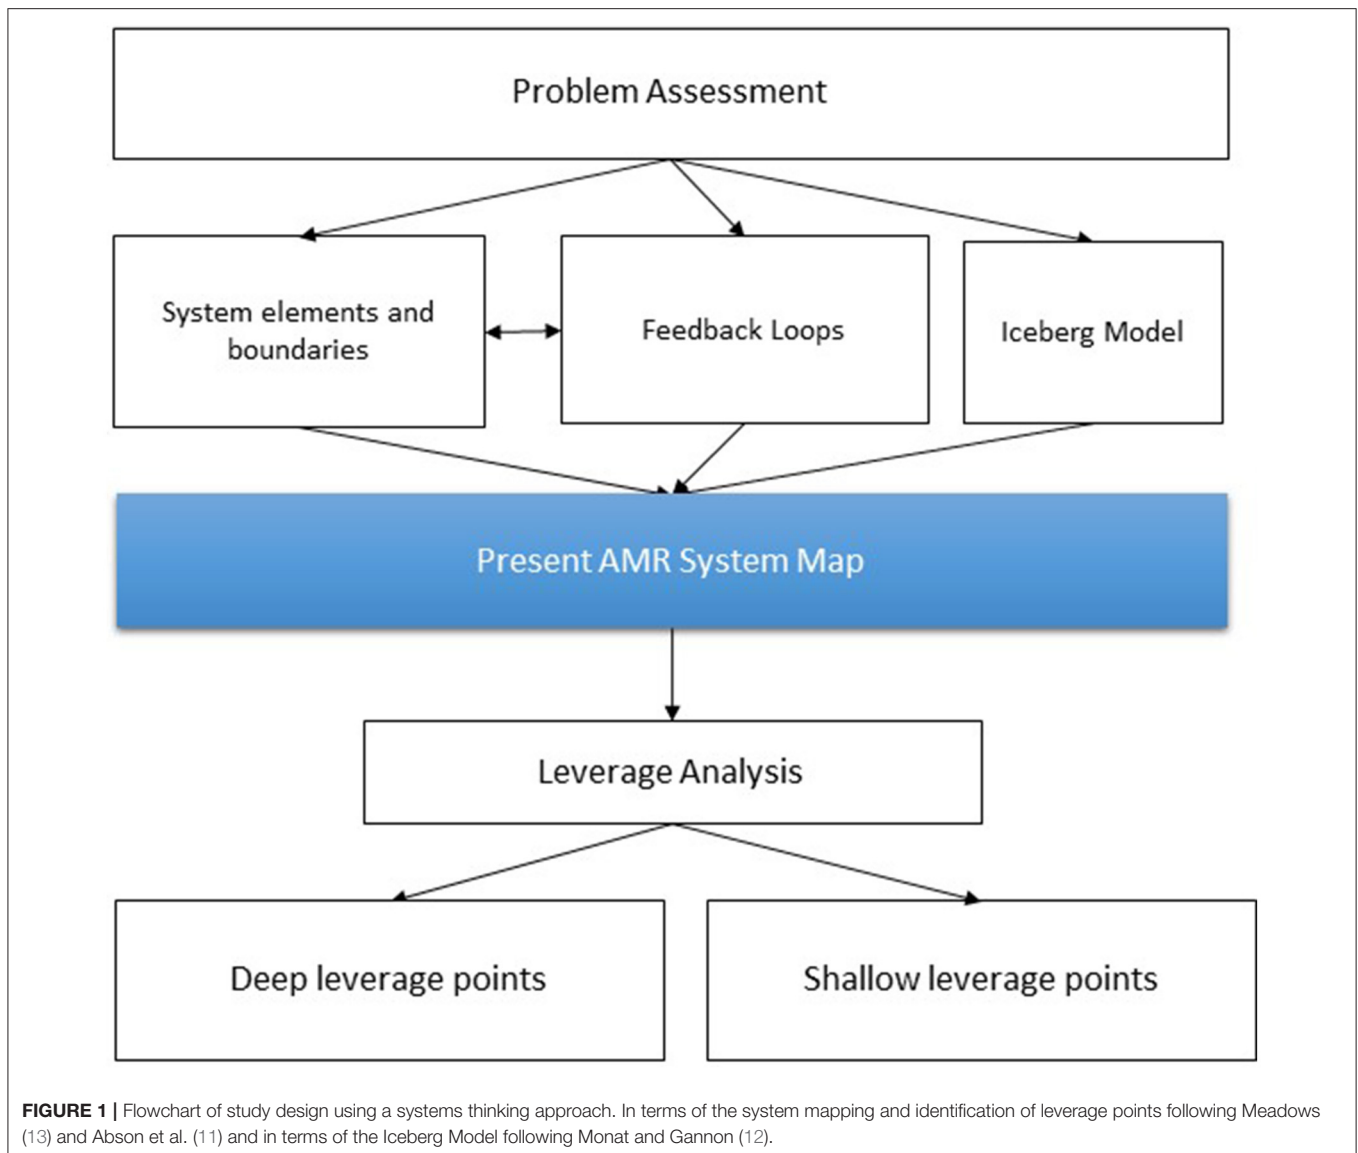 Problem Assessment
System elements and
boundaries
Feedback Loops
Iceberg Model
Present AMR System Map
Leverage Analysis
Deep leverage points
Shallow leverage points
FIGURE 1 | Flowchart of study design using a systems thinking approach. In terms of the system mapping and identification of leverage points following Meadows
(13) and Abson et al. (11) and in terms of the Iceberg Model following Monat and Gannon (12).